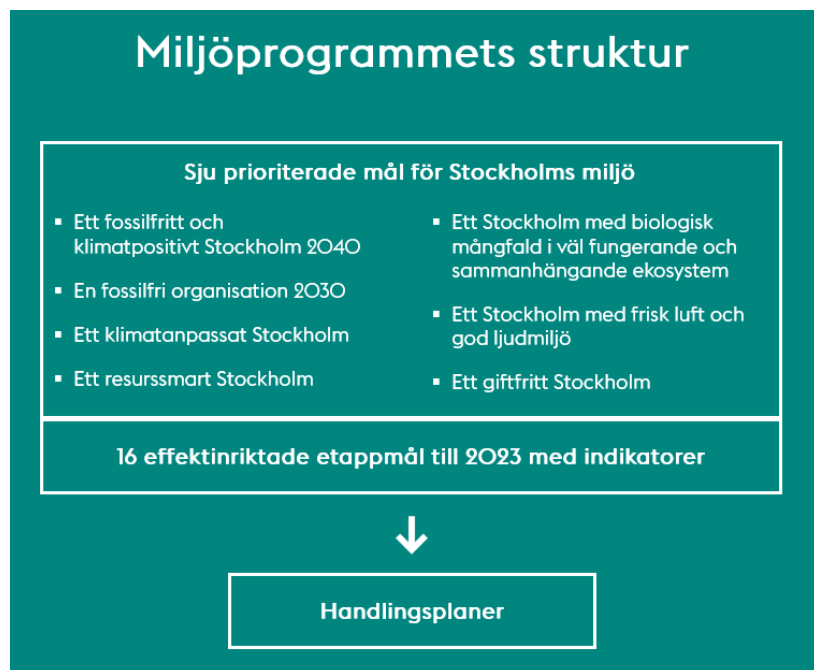 Miljöprogrammets struktur
Sju prioriterade mål för Stockholms miljö
▪ Ett fossilfritt och
klimatpositivt Stockholm 2040
▪ En fossilfri organisation 2030
▪ Ett klimatanpassat Stockholm
▪ Ett resurssmart Stockholm
▪ Ett Stockholm med biologisk
mångfald i väl fungerande och
sammanhängande ekosystem
▪ Ett Stockholm med frisk luft och
god ljudmiljö
▪ Ett giftfritt Stockholm
16 effektinriktade etappmål till 2023 med indikatorer
Handlingsplaner